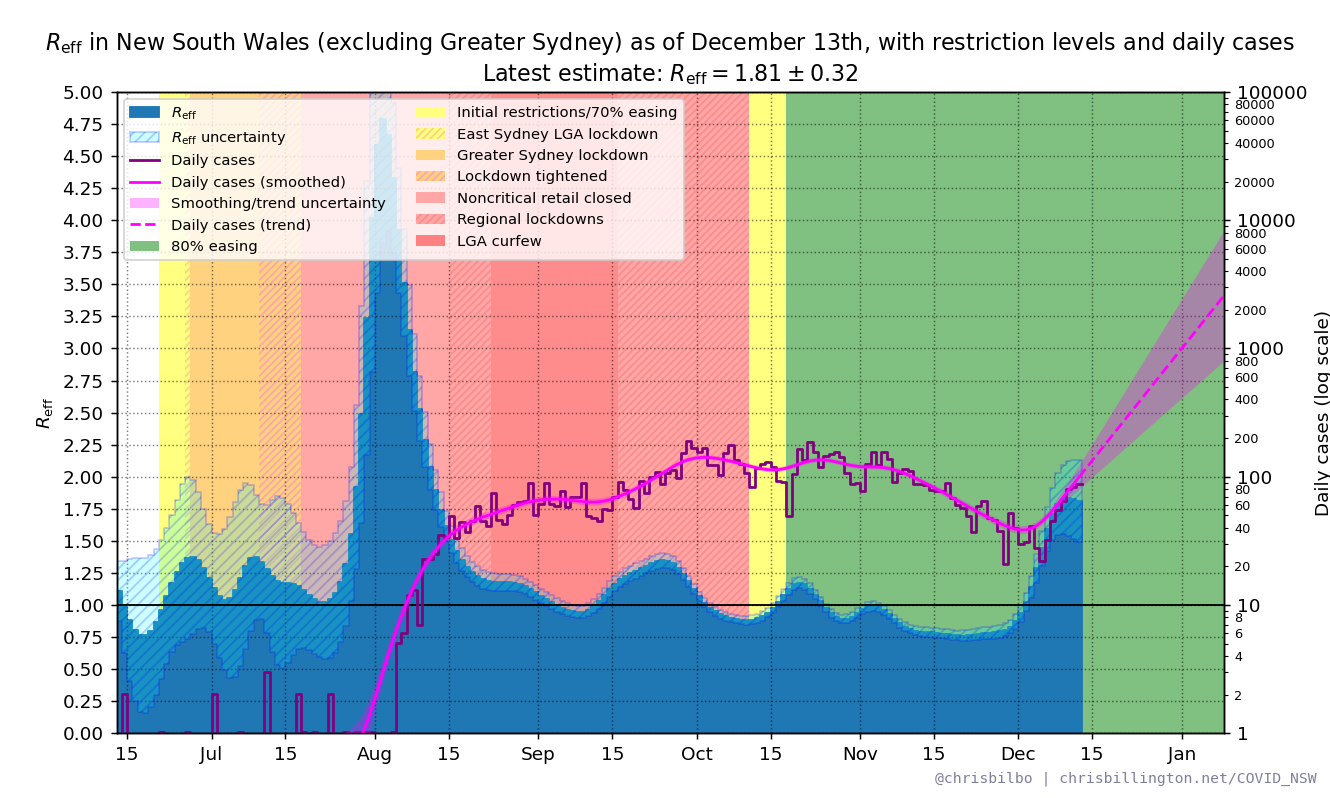 Reff in New South Wales (excluding Greater Sydney) as of December 13th, with restriction levels and daily cases
Latest estimate: Reff = 1.81 ± 0.32
Reff
Reff uncertainty
Daily cases
Daily cases (smoothed)
Smoothing/trend uncertainty
Daily cases (trend)
80% easing
Initial restrictions/70% easing
East Sydney LGA lockdown
Greater Sydney lockdown
Lockdown tightened
Noncritical retail closed
Regional lockdowns
LGA curfew
Reff
5.00
4.75
4.50
4.25
4.00
3.75
3.50
3.25
3.00
2.75
2.50
2.25
2.00
1.75
1.50
1.25
1.00
0.75
0.50
0.25
0.00
100000
80000
60000
40000
20000
10000
8000
6000
4000
2000
1000
800
600
400
200
100
80
60
40
20
10
8
6
4
2
1
Daily cases (log scale)
15 Jul 15 Aug 15 Sep 15 Oct 15 Nov 15 Dec 15 Jan
@chrisbilbo | chrisbillington.net/COVID_NSW